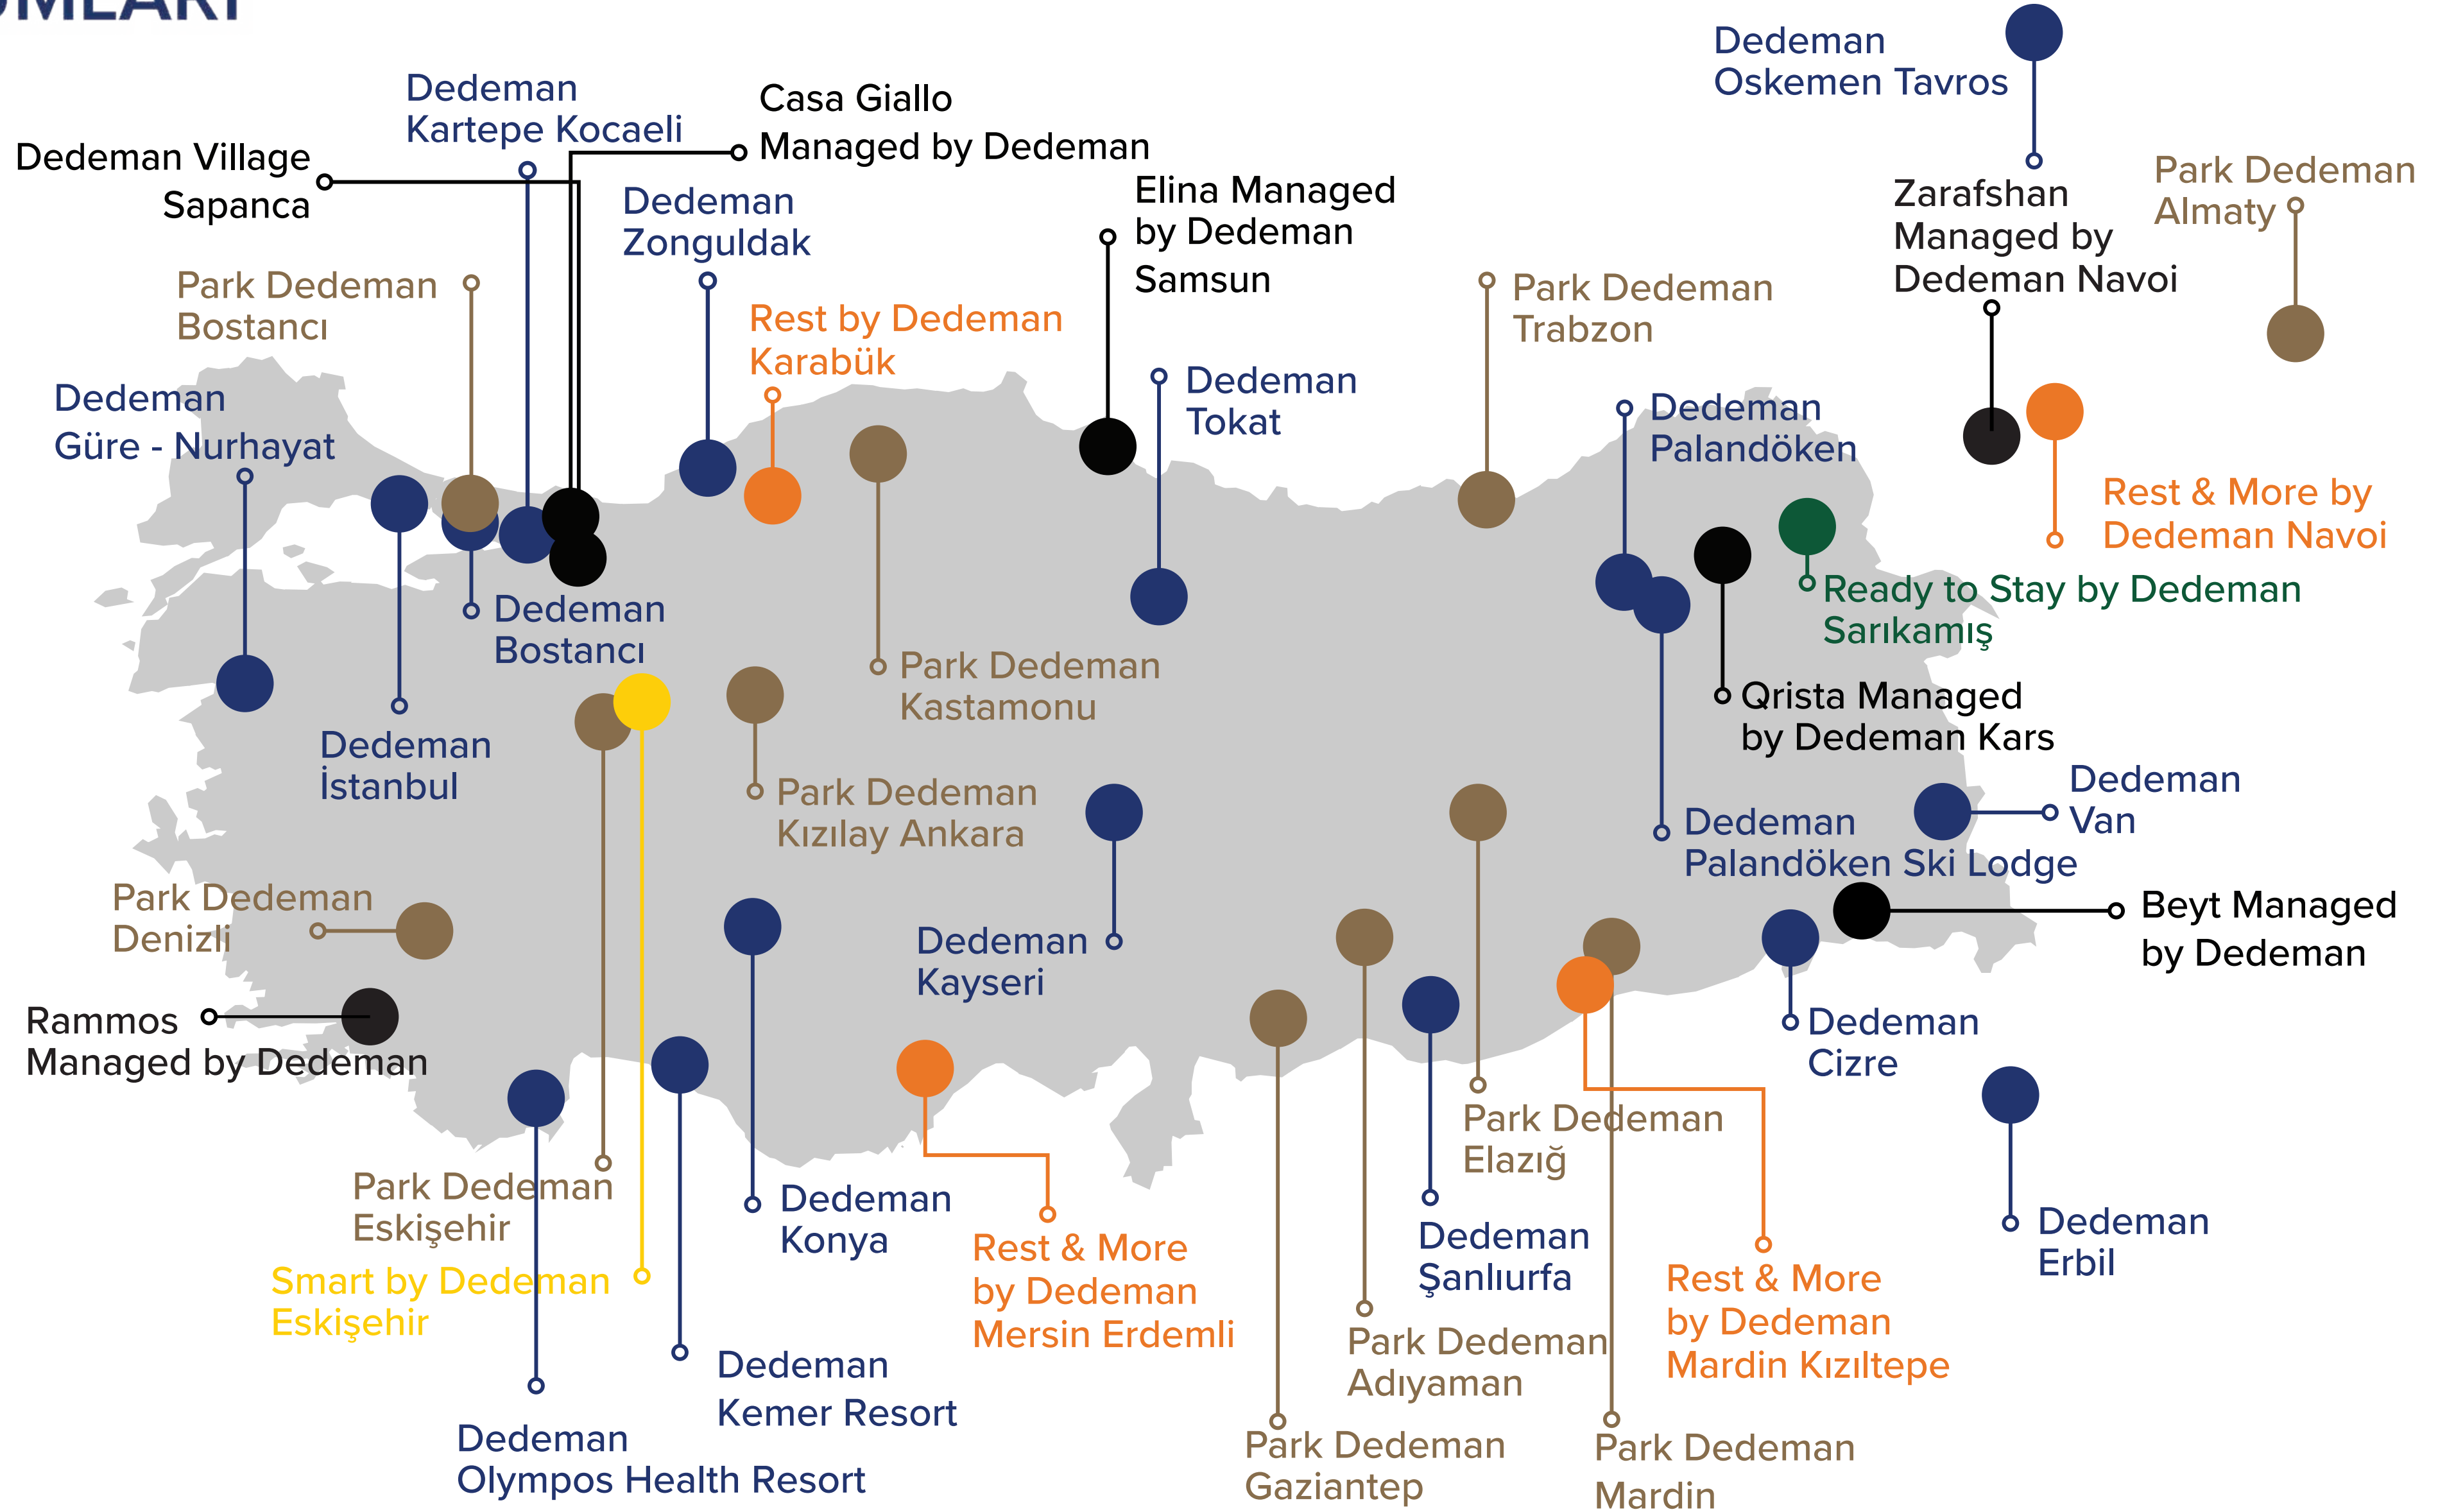 Dedeman
Oskemen Tavros
Dedeman
Kartepe Kocaeli
Casa Giallo
Managed by Dedeman
Dedeman Village
Sapanca
Dedeman
Zonguldak
Elina Managed
by Dedeman
Samsun
Zarafshan
Managed by
Dedeman Navoi
Park Dedeman
Almaty
Park Dedeman
Bostancı
Rest by Dedeman
Karabük
Park Dedeman
Trabzon
Dedeman
Güre - Nurhayat
Dedeman
Tokat
Dedeman
Palandöken
Rest & More by
Dedeman Navoi
Dedeman
Bostancı
Ready to Stay by Dedeman
Sarıkamış
Park Dedeman
Kastamonu
Qrista Managed
by Dedeman Kars
Dedeman
İstanbul
Park Dedeman
Kızılay Ankara
Dedeman
Van
Dedeman
Palandöken Ski Lodge
Park Dedeman
Denizli
Dedeman
Kayseri
Beyt Managed
by Dedeman
Rammos
Managed by Dedeman
Dedeman
Cizre
Park Dedeman
Elazığ
Park Dedeman
Eskişehir
Dedeman
Konya
Dedeman
Şanlıurfa
Dedeman
Erbil
Smart by Dedeman
Eskişehir
Rest & More
by Dedeman
Mersin Erdemli
Rest & More
by Dedeman
Mardin Kızıltepe
Park Dedeman
Adıyaman
Dedeman
Kemer Resort
Dedeman
Olympos Health Resort
Park Dedeman
Gaziantep
Park Dedeman
Mardin